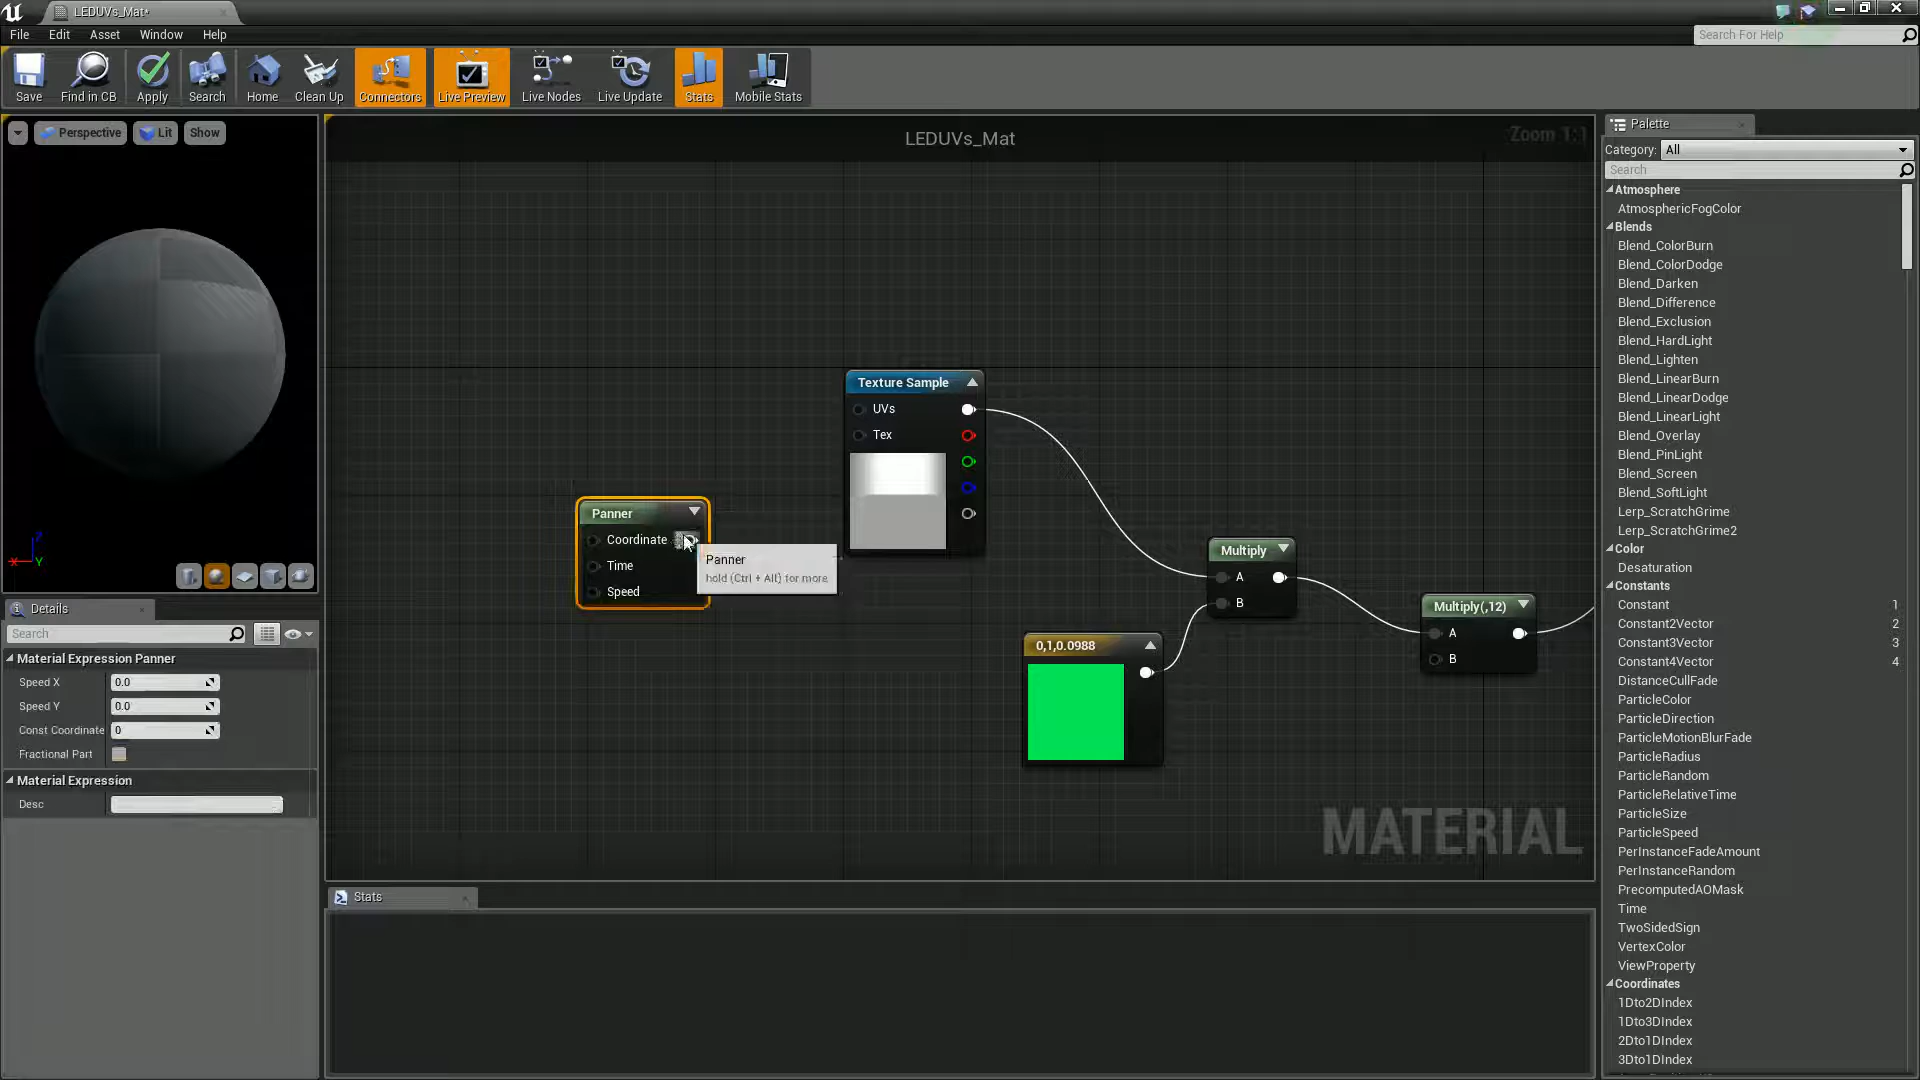 LEDUVs_Mat*
File Edit Asset Window Help
Search For Help
Save Find in CB Apply Search Home Clean Up Connectors Live Preview Live Nodes Live Update Stats Mobile Stats
Perspective Lit Show
LEDUVs_Mat
Zoom 1:1
Z
X
Y
Details
Search
Material Expression Panner
Speed X 0.0
Speed Y 0.0
Const Coordinate 0
Fractional Part
Material Expression
Desc
Texture Sample
UVs
Tex
Panner
Coordinate
Time
Speed
Panner
hold (Ctrl + Alt) for more
Multiply
A
B
0,1,0.0988
Multiply(,12)
A
B
MATERIAL
Stats
Palette
Category: All
Search
Atmosphere
AtmosphericFogColor
Blends
Blend_ColorBurn
Blend_ColorDodge
Blend_Darken
Blend_Difference
Blend_Exclusion
Blend_HardLight
Blend_Lighten
Blend_LinearBurn
Blend_LinearDodge
Blend_LinearLight
Blend_Overlay
Blend_PinLight
Blend_Screen
Blend_SoftLight
Lerp_ScratchGrime
Lerp_ScratchGrime2
Color
Desaturation
Constants
Constant 1
Constant2Vector 2
Constant3Vector 3
Constant4Vector 4
DistanceCullFade
ParticleColor
ParticleDirection
ParticleMotionBlurFade
ParticleRadius
ParticleRandom
ParticleRelativeTime
ParticleSize
ParticleSpeed
PerInstanceFadeAmount
PerInstanceRandom
PrecomputedAOMask
Time
TwoSidedSign
VertexColor
ViewProperty
Coordinates
1Dto2DIndex
1Dto3DIndex
2Dto1DIndex
3Dto1DIndex